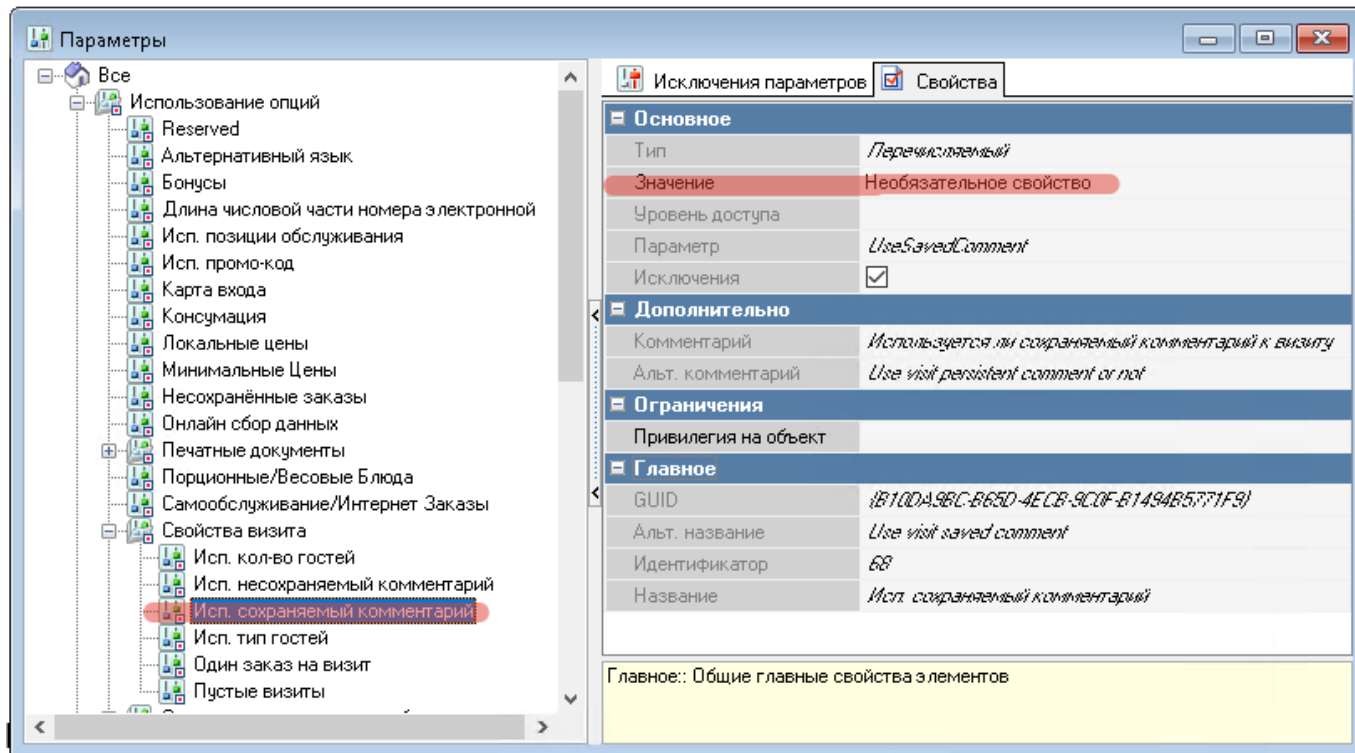 Параметры
Все
Использование опций
Reserved
Альтернативный язык
Бонусы
Длина числовой части номера электронной
Исп. позиции обслуживания
Исп. промо-код
Карта входа
Консумация
Локальные цены
Минимальные Цены
Несохранённые заказы
Онлайн сбор данных
Печатные документы
Порционные/Весовые Блюда
Самообслуживание/Интернет Заказы
Свойства визита
Исп. кол-во гостей
Исп. несохраняемый комментарий
Исп. сохраняемый комментарий
Исп. тип гостей
Один заказ на визит
Пустые визиты
Исключения параметров Свойства
Основное
Тип Перечисляемый
Значение Необязательное свойство
Уровень доступа
Параметр UseSavedComment
Исключения
Дополнительно
Комментарий Используется ли сохраняемый комментарий к визиту
Альт. комментарий Use visit persistent comment or not
Ограничения
Привилегия на объект
Главное
GUID {B10DA9BC-B65D-4ECB-9C0F-B1494B5771F9}
Альт. название Use visit saved comment
Идентификатор 68
Название Исп. сохраняемый комментарий
Главное:: Общие главные свойства элементов